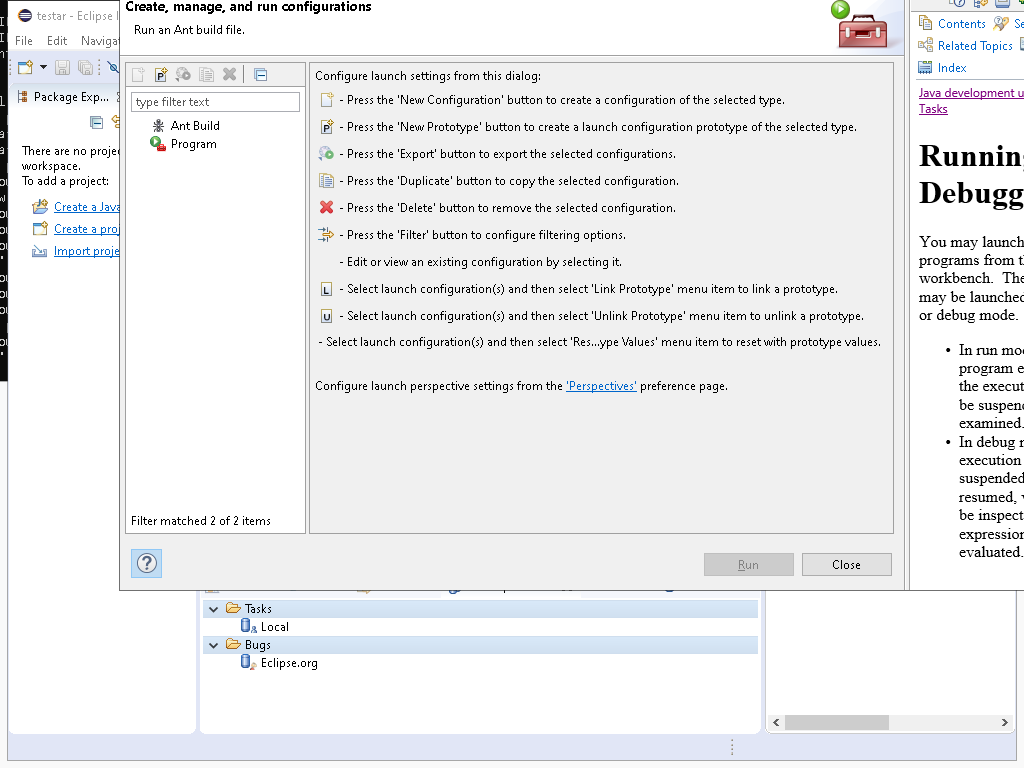 testar - Eclipse
File Edit Naviga
Package Exp...
There are no proje
workspace.
To add a project:
Create a Java
Create a proj
Import proje
Create, manage, and run configurations
Run an Ant build file.
type filter text
Ant Build
Program
Filter matched 2 of 2 items
Configure launch settings from this dialog:
- Press the 'New Configuration' button to create a configuration of the selected type.
- Press the 'New Prototype' button to create a launch configuration prototype of the selected type.
- Press the 'Export' button to export the selected configurations.
- Press the 'Duplicate' button to copy the selected configuration.
- Press the 'Delete' button to remove the selected configuration.
- Press the 'Filter' button to configure filtering options.
- Edit or view an existing configuration by selecting it.
- Select launch configuration(s) and then select 'Link Prototype' menu item to link a prototype.
- Select launch configuration(s) and then select 'Unlink Prototype' menu item to unlink a prototype.
- Select launch configuration(s) and then select 'Res...ype Values' menu item to reset with prototype values.
Configure launch perspective settings from the 'Perspectives' preference page.
Run
Close
Contents Se
Related Topics
Index
Java development u
Tasks
Running
Debugg
You may launch
programs from th
workbench. The
may be launched
or debug mode.
• In run mod
program e
the execut
be suspend
examined.
• In debug m
execution
suspended
resumed, v
be inspect
expression
evaluated.
Tasks
Local
Bugs
Eclipse.org